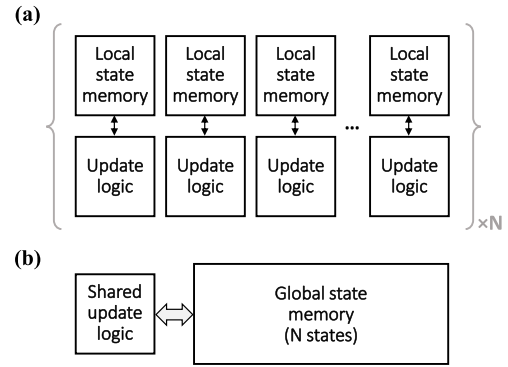 (a)
Local
state
memory
Local
state
memory
Local
state
memory
Local
state
memory
...
Update
logic
Update
logic
Update
logic
Update
logic
×N
(b)
Shared
update
logic
Global state
memory
(N states)